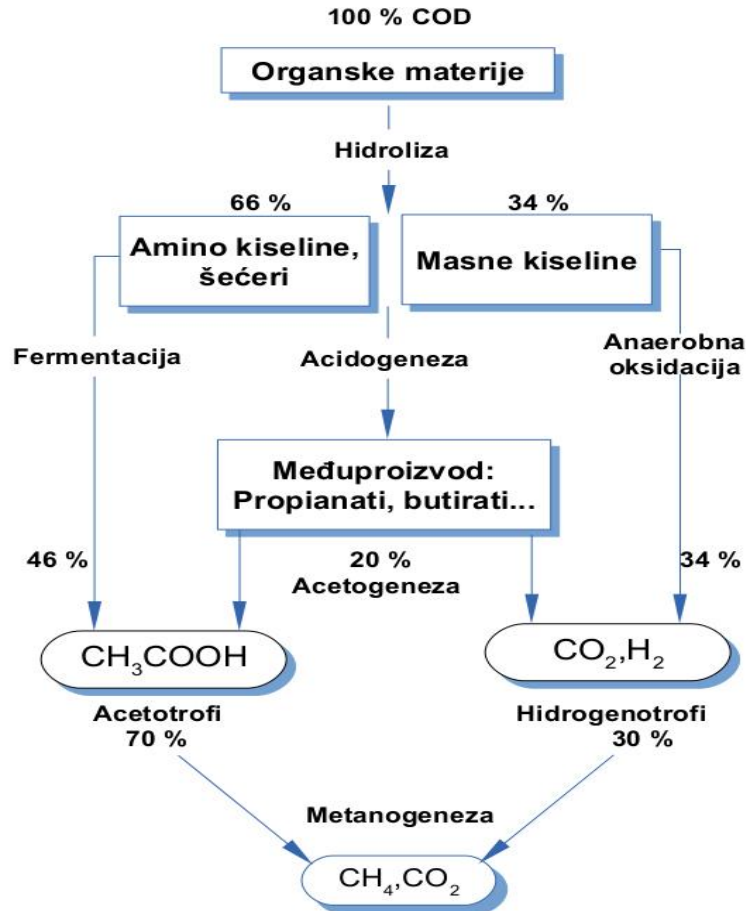 100 % COD
Organske materije
Hidroliza
66 %
34 %
Amino kiseline,
šećeri
Masne kiseline
Fermentacija
Acidogeneza
Anaerobna
oksidacija
Međuproizvod:
Propianati, butirati...
46 %
20 %
34 %
Acetogeneza
CH₃COOH
CO₂,H₂
Acetotrofi
70 %
Hidrogenotrofi
30 %
Metanogeneza
CH₄,CO₂